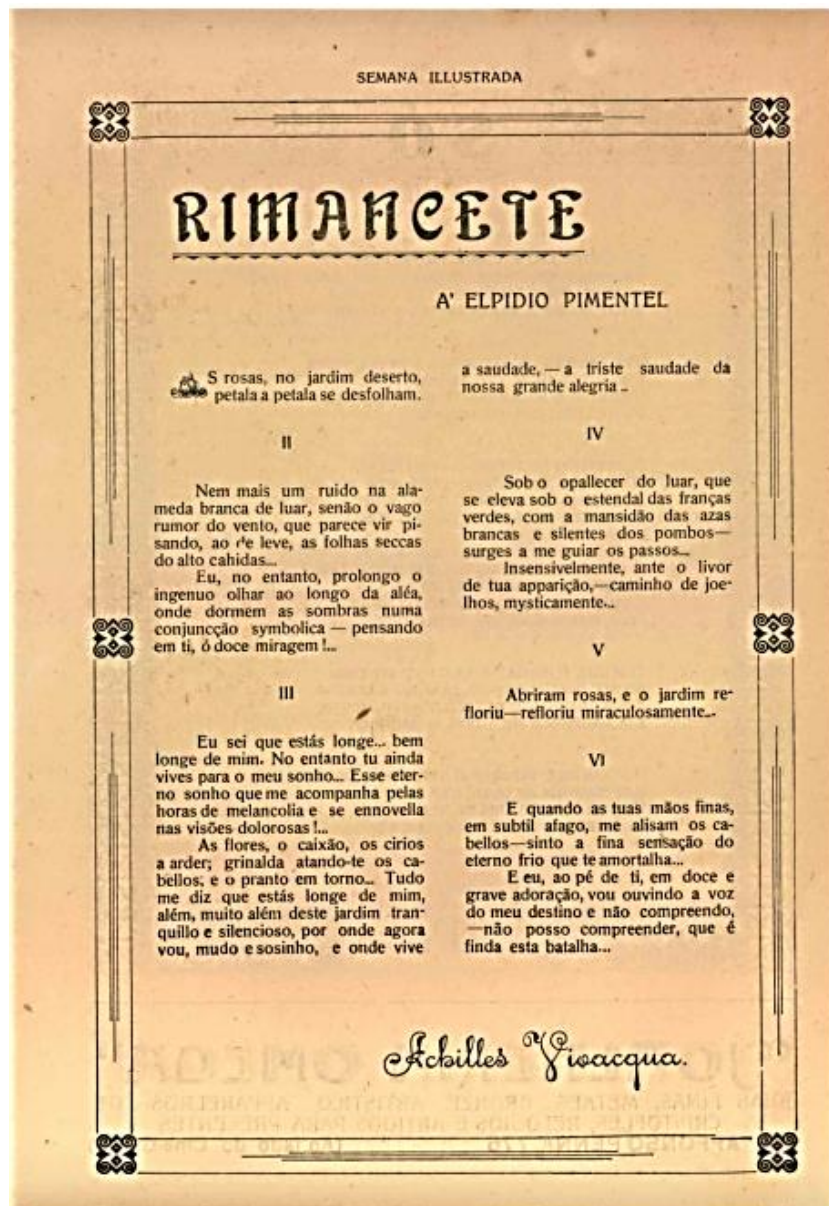 SEMANA ILLUSTRADA
RIMANCETE
A' ELPIDIO PIMENTEL
S rosas, no jardim deserto,
petala a petala se desfolham.
II
Nem mais um ruido na ala-
meda branca de luar, senão o vago
rumor do vento, que parece vir pi-
sando, ao de leve, as folhas seccas
do alto cahidas...
Eu, no entanto, prolongo o
ingenuo olhar ao longo da aléa,
onde dormem as sombras numa
conjuncção symbolica — pensando
em ti, ó doce miragem!...
III
Eu sei que estás longe... bem
longe de mim. No entanto tu ainda
vives para o meu sonho... Esse eter-
no sonho que me acompanha pelas
horas de melancolia e se ennovella
nas visões dolorosas!...
As flores, o caixão, os cirios
a arder; grinalda atando-te os ca-
bellos; e o pranto em torno... Tudo
me diz que estás longe de mim,
além, muito além deste jardim tran-
quillo e silencioso, por onde agora
vou, mudo e sosinho, e onde vive
a saudade, — a triste saudade da
nossa grande alegria..
IV
Sob o opallecer do luar, que
se eleva sob o estendal das franças
verdes, com a mansidão das azas
brancas e silentes dos pombos—
surges a me guiar os passos...
Insensivelmente, ante o livor
de tua apparição,—caminho de joe-
lhos, mysticamente...
V
Abriram rosas, e o jardim re-
floriu—refloriu miraculosamente...
VI
E quando as tuas mãos finas,
em subtil afago, me alisam os ca-
bellos—sinto a fina sensação do
eterno frio que te amortalha...
E eu, ao pé de ti, em doce e
grave adoração, vou ouvindo a voz
do meu destino e não compreendo,
—não posso compreender, que é
finda esta batalha...
Achilles Vivacqua.